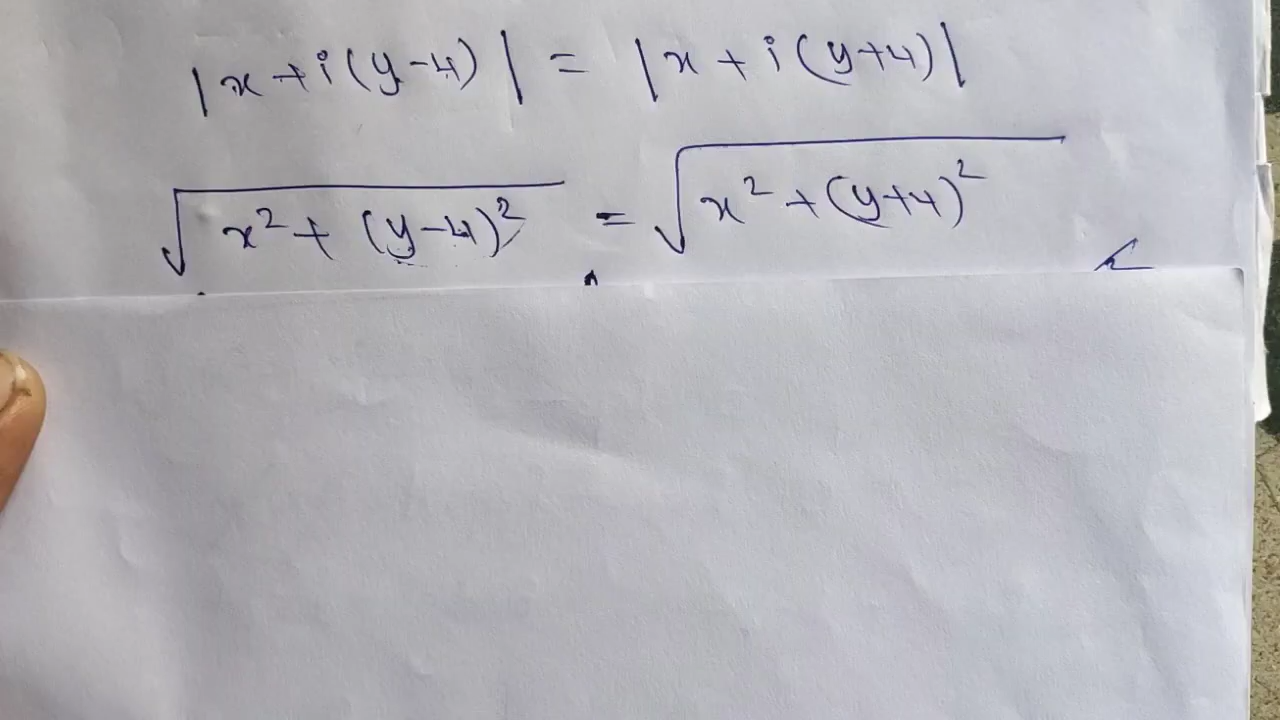 |x + i(y-4)| = |x + i(y+4)|
√(x² + (y-4)²) = √(x² + (y+4)²)